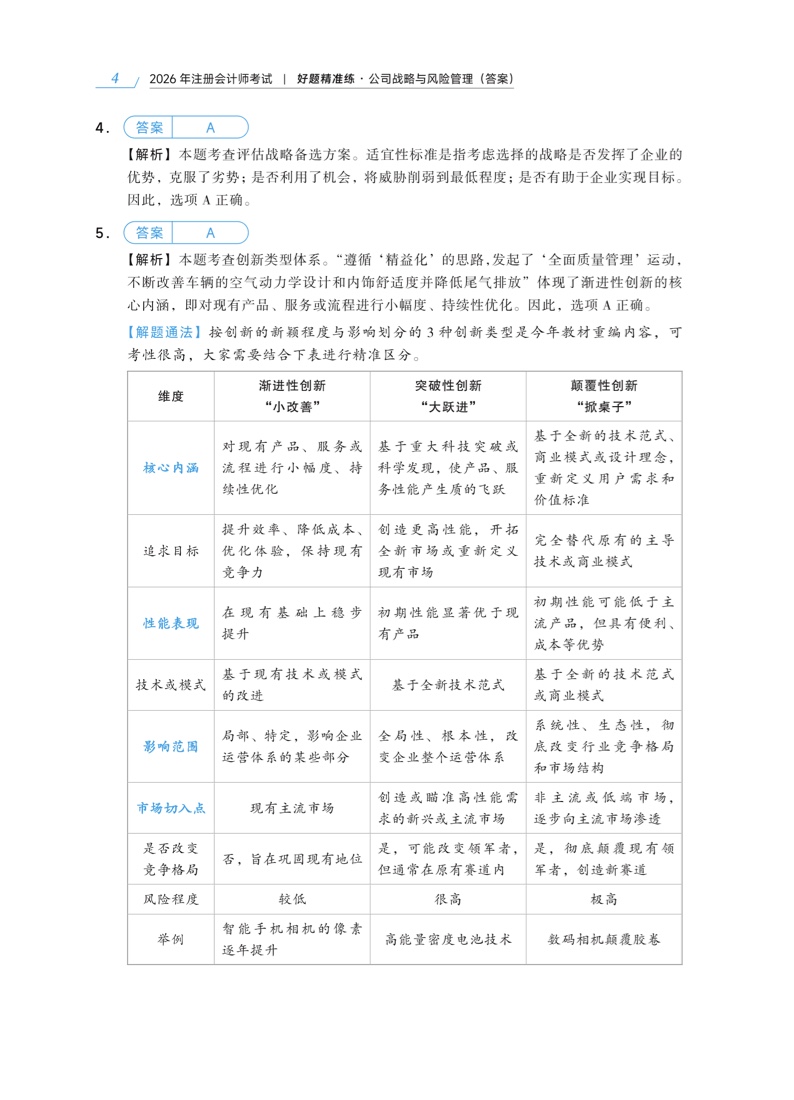 4 2026 年注册会计师考试 | 好题精准练·公司战略与风险管理（答案）
4. 答案 A
【解析】本题考查评估战略备选方案。适宜性标准是指考虑选择的战略是否发挥了企业的
优势，克服了劣势；是否利用了机会，将威胁削弱到最低程度；是否有助于企业实现目标。
因此，选项 A 正确。
5. 答案 A
【解析】本题考查创新类型体系。“遵循‘精益化’的思路，发起了‘全面质量管理’运动，
不断改善车辆的空气动力学设计和内饰舒适度并降低尾气排放”体现了渐进性创新的核
心内涵，即对现有产品、服务或流程进行小幅度、持续性优化。因此，选项 A 正确。
【解题通法】按创新的新颖程度与影响划分的 3 种创新类型是今年教材重编内容，可
考性很高，大家需要结合下表进行精准区分。
维度
渐进性创新
“小改善”
突破性创新
“大跃进”
颠覆性创新
“掀桌子”
核心内涵
对现有产品、服务或
流程进行小幅度、持
续性优化
基于重大科技突破或
科学发现，使产品、服
务性能产生质的飞跃
基于全新的技术范式、
商业模式或设计理念，
重新定义用户需求和
价值标准
追求目标
提升效率、降低成本、
优化体验，保持现有
竞争力
创造更高性能，开拓
全新市场或重新定义
现有市场
完全替代原有的主导
技术或商业模式
性能表现
在现有基础上稳步
提升
初期性能显著优于现
有产品
初期性能可能低于主
流产品，但具有便利、
成本等优势
技术或模式
基于现有技术或模式
的改进
基于全新技术范式
基于全新的技术范式
或商业模式
影响范围
局部、特定，影响企业
运营体系的某些部分
全局性、根本性，改
变企业整个运营体系
系统性、生态性，彻
底改变行业竞争格局
和市场结构
市场切入点
现有主流市场
创造或瞄准高性能需
求的新兴或主流市场
非主流或低端市场，
逐步向主流市场渗透
是否改变
竞争格局
否，旨在巩固现有地位
是，可能改变领军者，
但通常在原有赛道内
是，彻底颠覆现有领
军者，创造新赛道
风险程度
较低
很高
极高
举例
智能手机相机的像素
逐年提升
高能量密度电池技术
数码相机颠覆胶卷